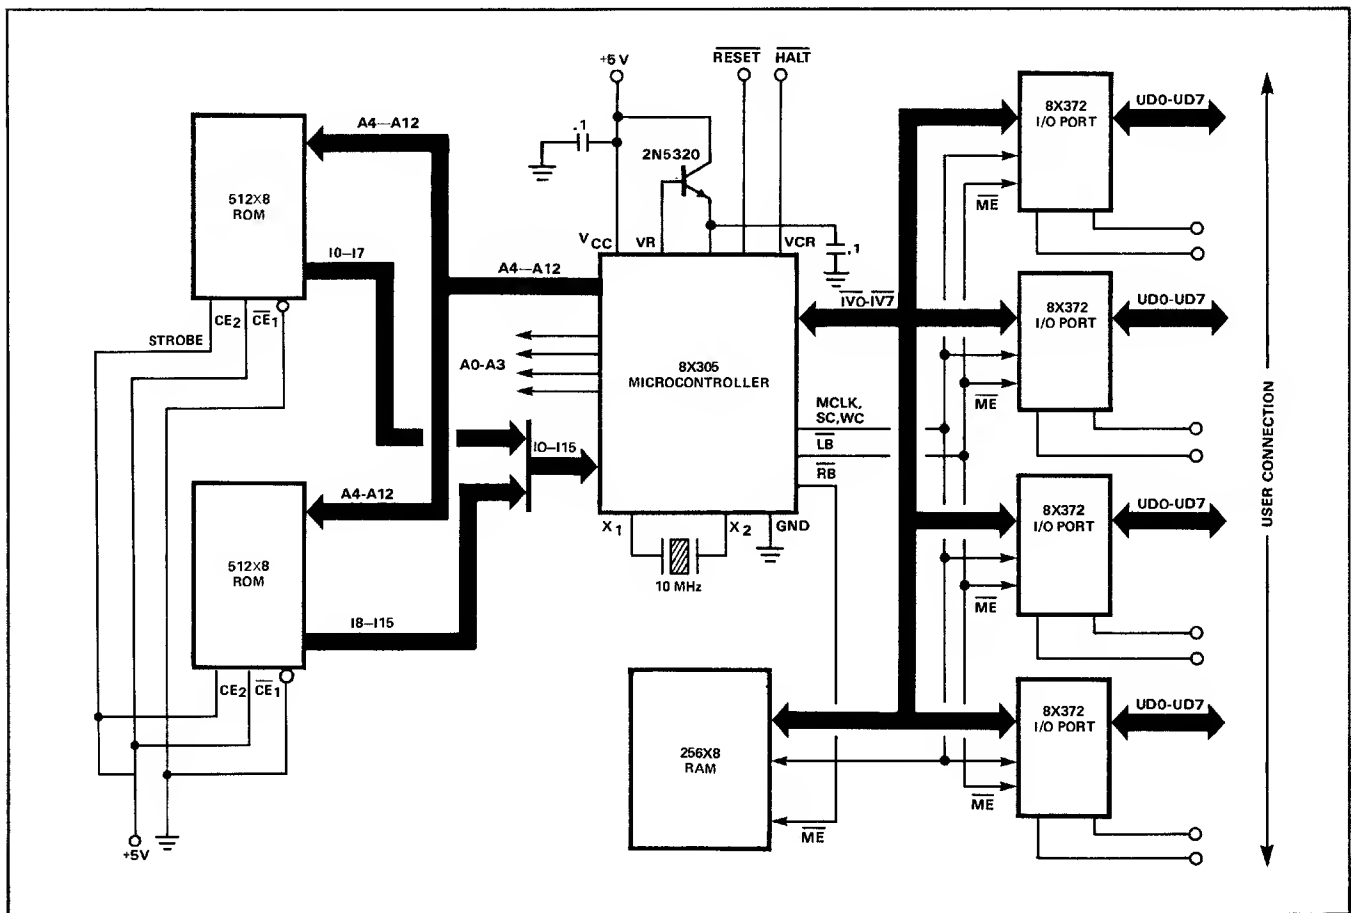 +5 V
RESET
HALT
.1
2N5320
VCC
VR
VCR
.1
A4—A12
512X8
ROM
I0—I7
CE2
CE1
STROBE
A4—A12
A0-A3
I0—I15
8X305
MICROCONTROLLER
X1
X2
GND
10 MHz
A4-A12
512X8
ROM
I8—I15
CE2
CE1
+5V
IV0-IV7
MCLK,
SC,WC
LB
RB
256X8
RAM
ME
8X372
I/O PORT
UD0-UD7
ME
8X372
I/O PORT
UD0-UD7
ME
8X372
I/O PORT
UD0-UD7
ME
8X372
I/O PORT
UD0-UD7
ME
USER CONNECTION